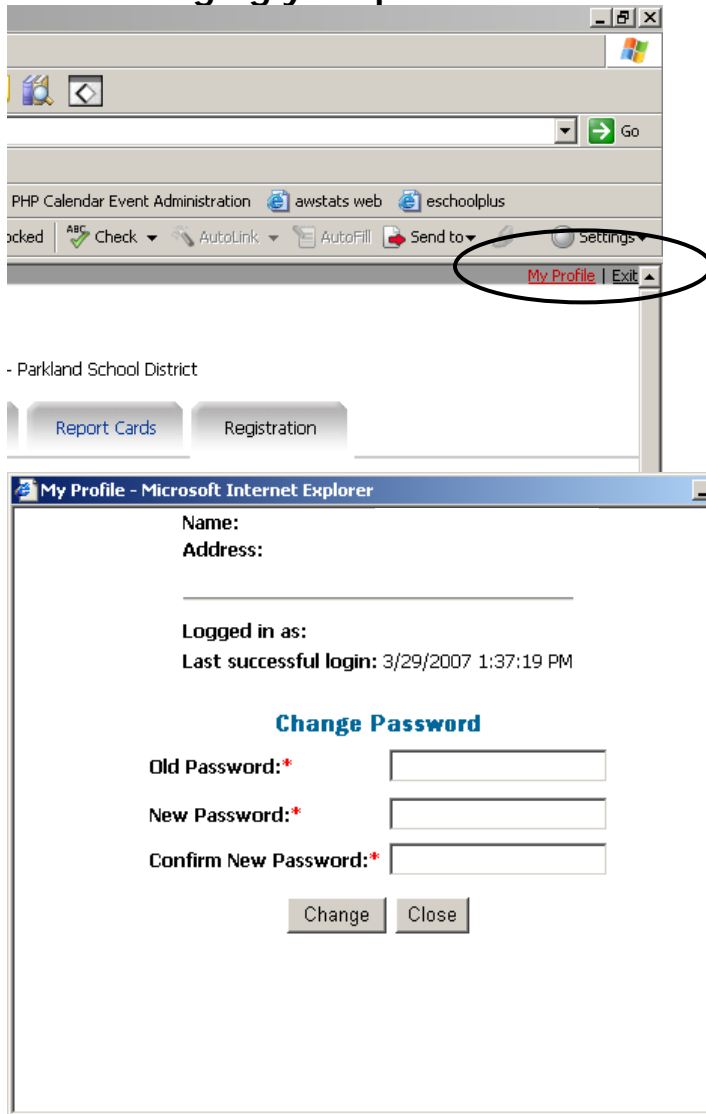 Go
PHP Calendar Event Administration awstats web eschoolplus
ABC Check AutoLink AutoFill Send to Settings
My Profile | Exit
- Parkland School District
Report Cards Registration
My Profile - Microsoft Internet Explorer
Name:
Address:
Logged in as:
Last successful login: 3/29/2007 1:37:19 PM
Change Password
Old Password:*
New Password:*
Confirm New Password:*
Change Close